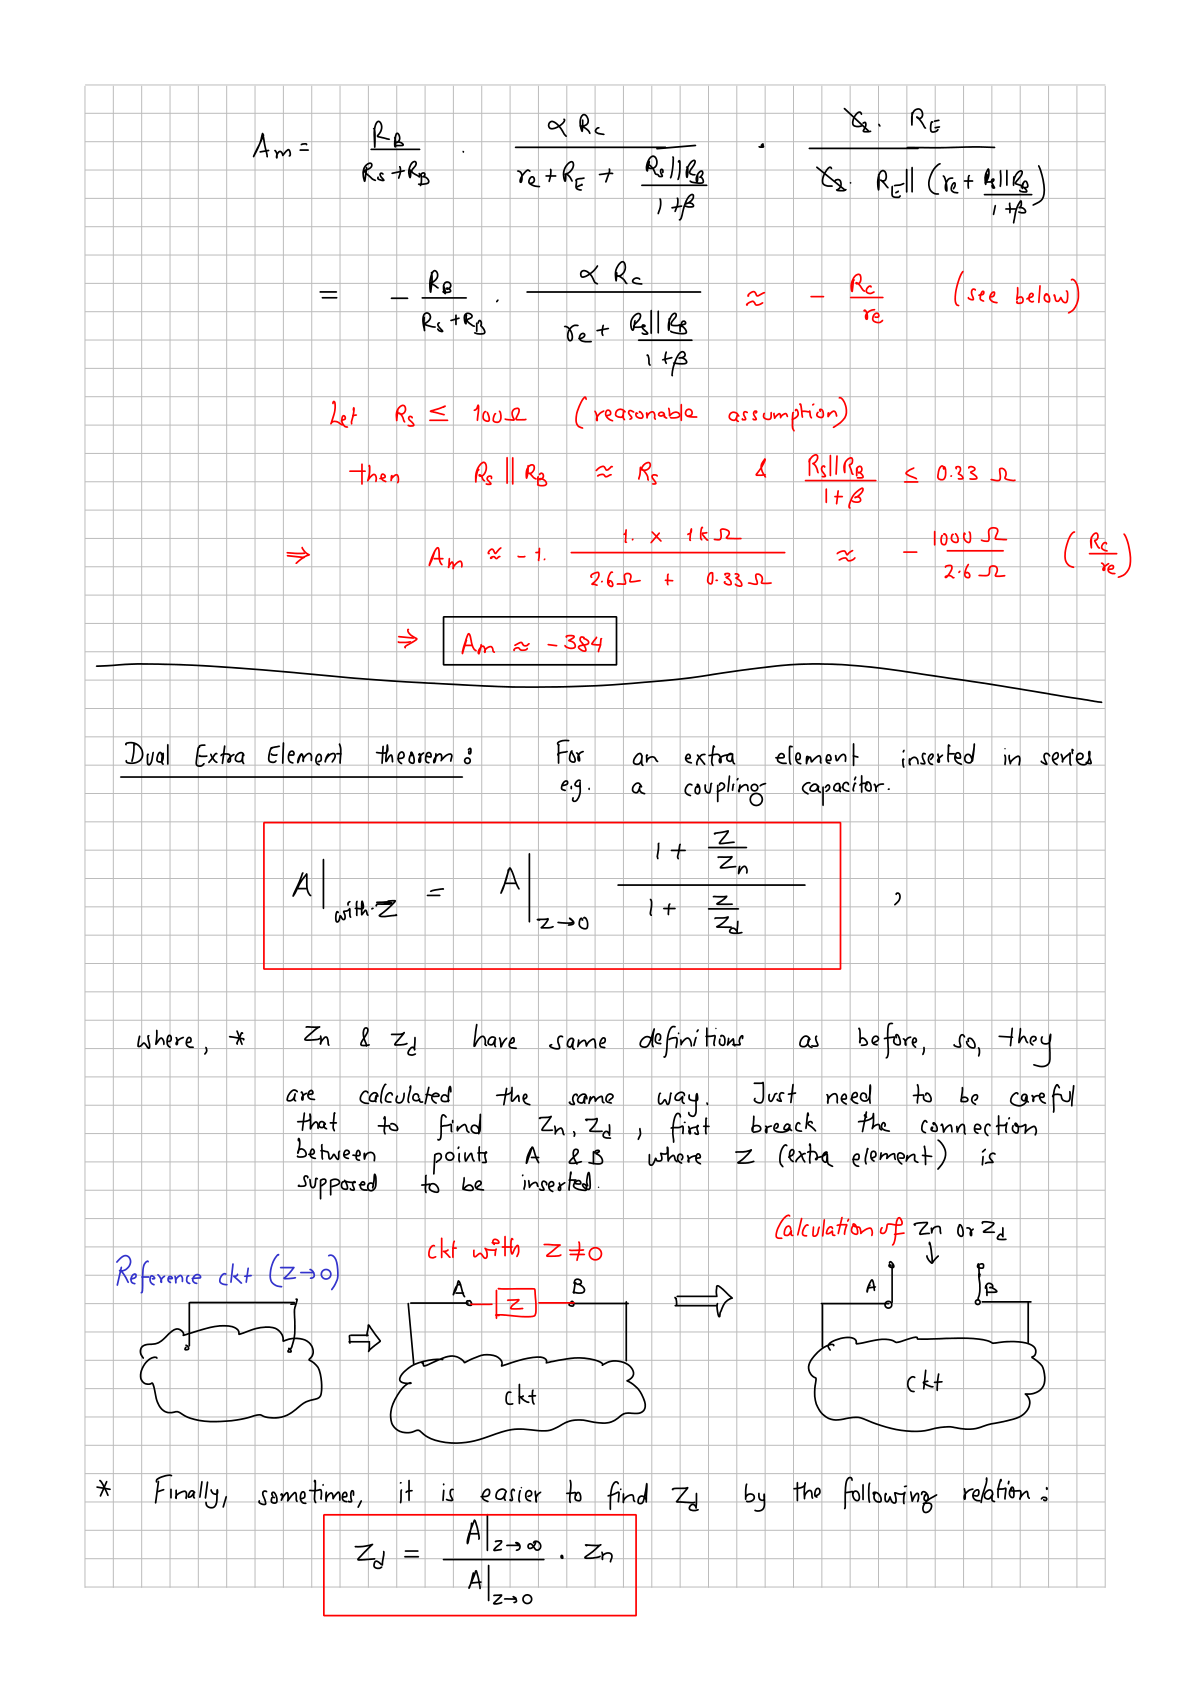 Am = RB / (Rs+RB) · αRc / (re+RE + (Rs||RB)/(1+β)) · C2. RE / (C2. RE || (re + (Rs||RB)/(1+β)))
= - RB / (Rs+RB) · αRc / (re + (Rs||RB)/(1+β)) ≈ - Rc/re (see below)
Let Rs ≤ 100Ω (reasonable assumption)
then Rs || RB ≈ Rs & (Rs||RB)/(1+β) ≤ 0.33 Ω
⇒ Am ≈ -1. (1. x 1kΩ) / (2.6Ω + 0.33Ω) ≈ - 1000 Ω / 2.6 Ω (Rc/re)
⇒ Am ≈ -384
Dual Extra Element theorem: For an extra element inserted in series
e.g. a coupling capacitor.
A|with Z = A|Z→0 (1 + Z/Zn) / (1 + Z/Zd) ,
where, * Zn & Zd have same definitions as before, so, they
are calculated the same way. Just need to be careful
that to find Zn, Zd , first breack the connection
between points A & B where Z (extra element) is
supposed to be inserted.
Calculation of Zn or Zd
ckt with Z ≠ 0
Reference ckt (Z→0)
A Z B
A B
ckt
ckt
* Finally, sometimes, it is easier to find Zd by the following relation:
Zd = A|Z→∞ / A|Z→0 . Zn